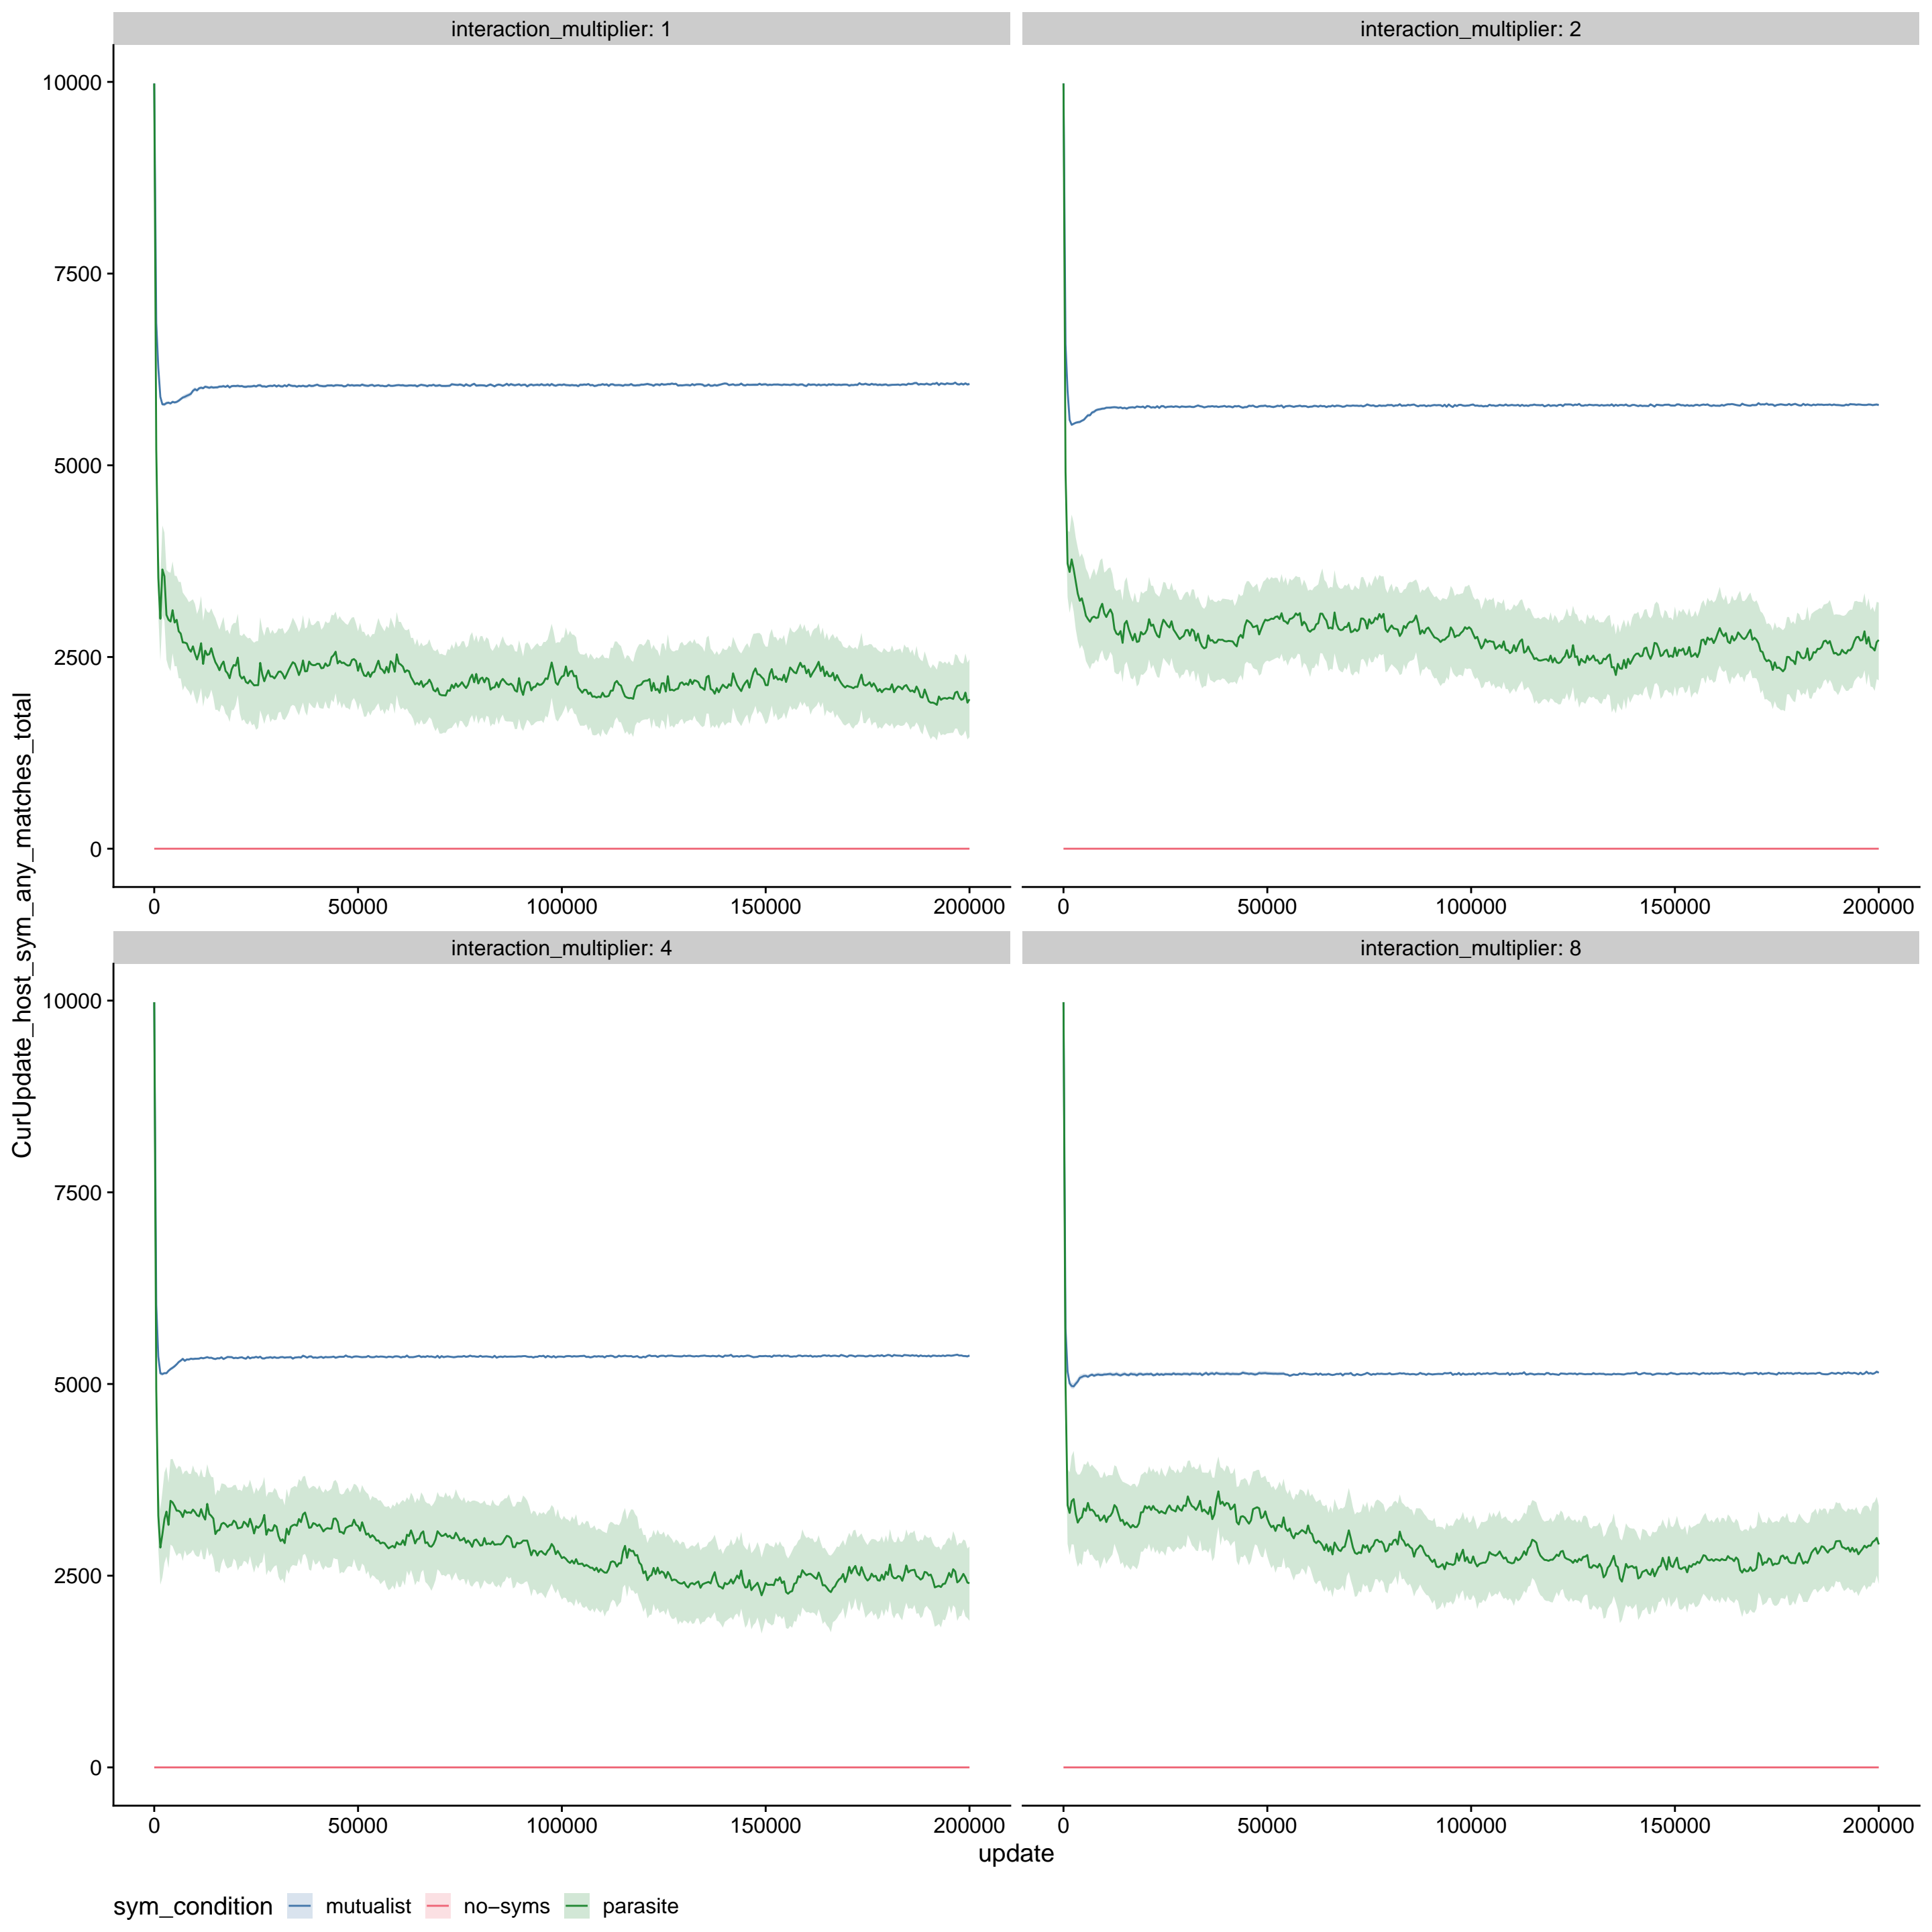 interaction_multiplier: 1
interaction_multiplier: 2
10000
7500
5000
2500
0
0 50000 100000 150000 200000
0 50000 100000 150000 200000
CurUpdate_host_sym_any_matches_total
interaction_multiplier: 4
interaction_multiplier: 8
10000
7500
5000
2500
0
0 50000 100000 150000 200000
0 50000 100000 150000 200000
update
sym_condition mutualist no−syms parasite